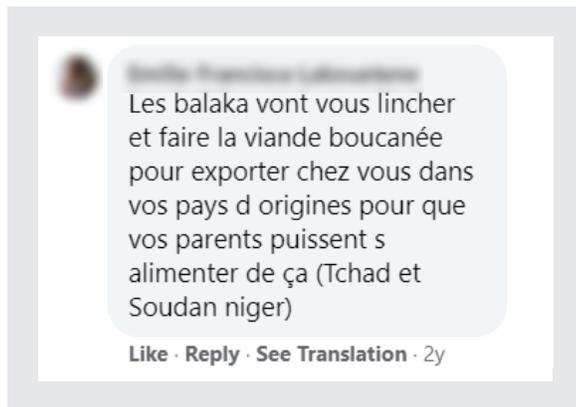 Les balaka vont vous lincher
et faire la viande boucanée
pour exporter chez vous dans
vos pays d origines pour que
vos parents puissent s
alimenter de ça (Tchad et
Soudan niger)
Like · Reply · See Translation · 2y